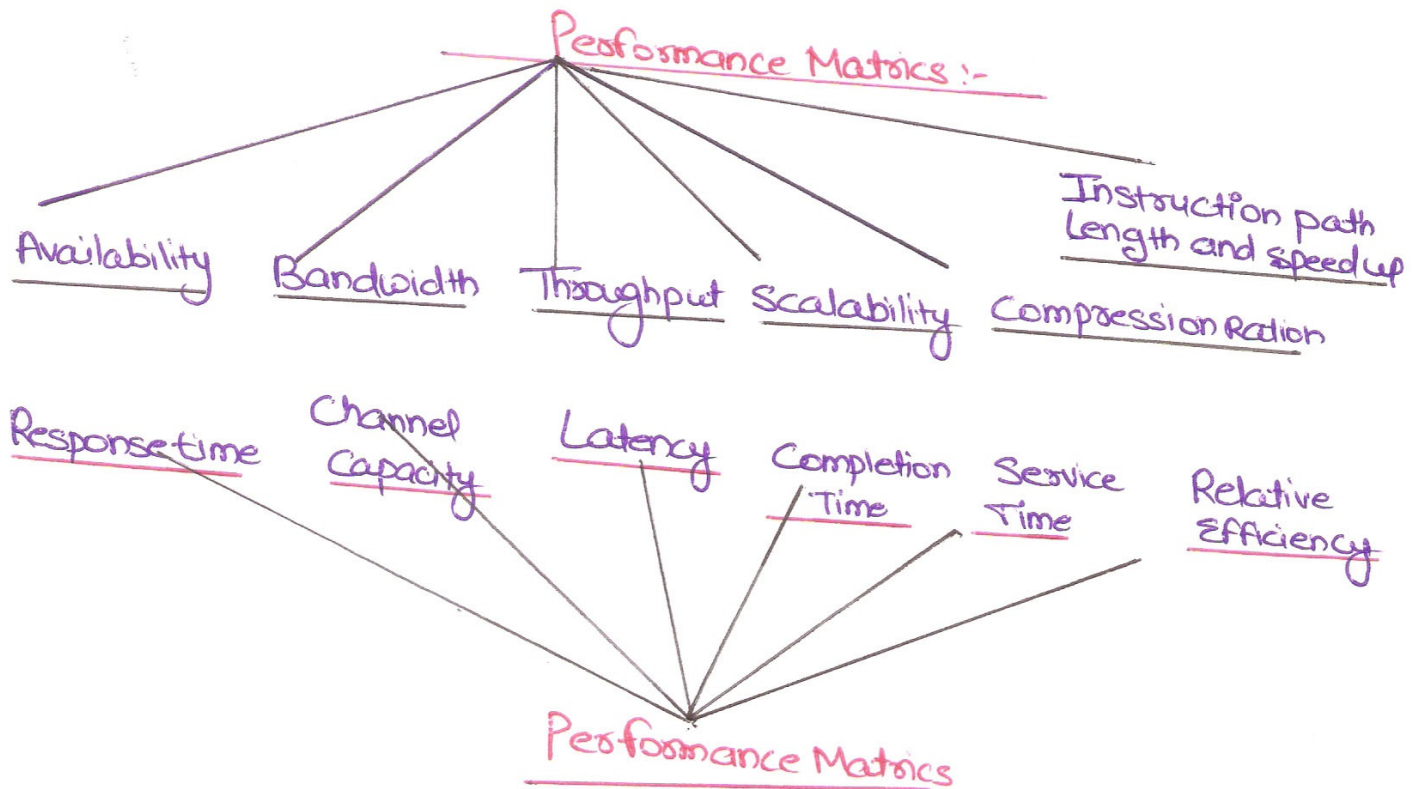 Performance Matrics :-
Availability
Bandwidth
Throughput
Scalability
Compression Ration
Instruction path
Length and speed up
Response time
Channel
Capacity
Latency
Completion
Time
Service
Time
Relative
Efficiency
Performance Matrics